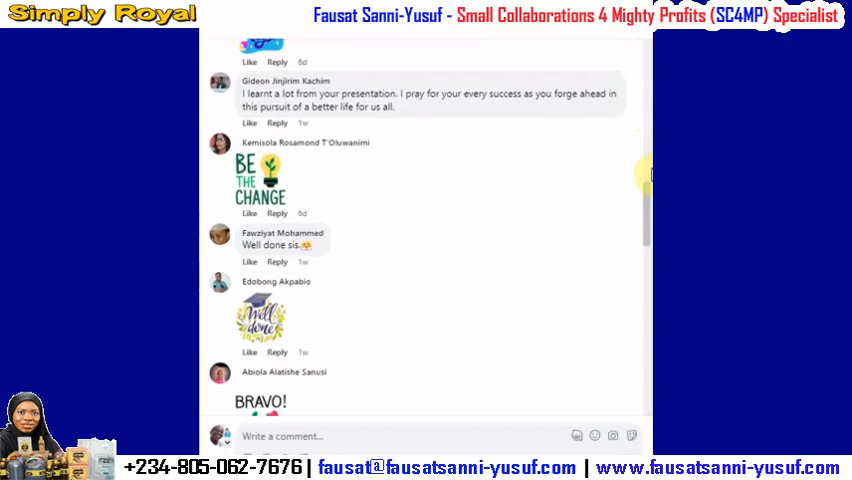 Simply Royal
Fausat Sanni-Yusuf - Small Collaborations 4 Mighty Profits (SC4MP) Specialist
Like Reply 6d
Gideon Jinjirim Kachim
I learnt a lot from your presentation. I pray for your every success as you forge ahead in
this pursuit of a better life for us all.
Like Reply 1w
Kemisola Rosamond T'Oluwanimi
BE
THE
CHANGE
Like Reply 6d
Fawziyat Mohammed
Well done sis.🤗
Like Reply 1w
Edobong Akpabio
Well
done
Like Reply 1w
Abiola Alatishe Sanusi
BRAVO!
Write a comment...
+234-805-062-7676 | fausat@fausatsanni-yusuf.com | www.fausatsanni-yusuf.com